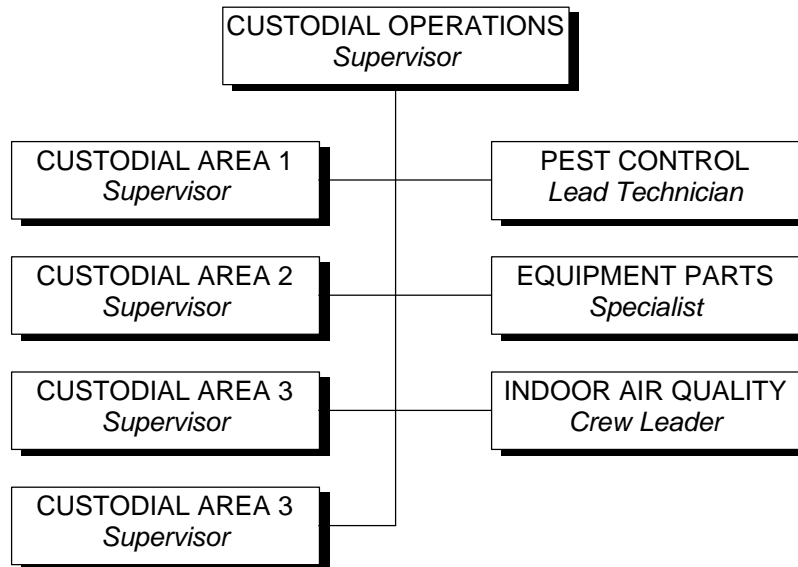 CUSTODIAL OPERATIONS
Supervisor
CUSTODIAL AREA 1
Supervisor
PEST CONTROL
Lead Technician
CUSTODIAL AREA 2
Supervisor
EQUIPMENT PARTS
Specialist
CUSTODIAL AREA 3
Supervisor
INDOOR AIR QUALITY
Crew Leader
CUSTODIAL AREA 3
Supervisor